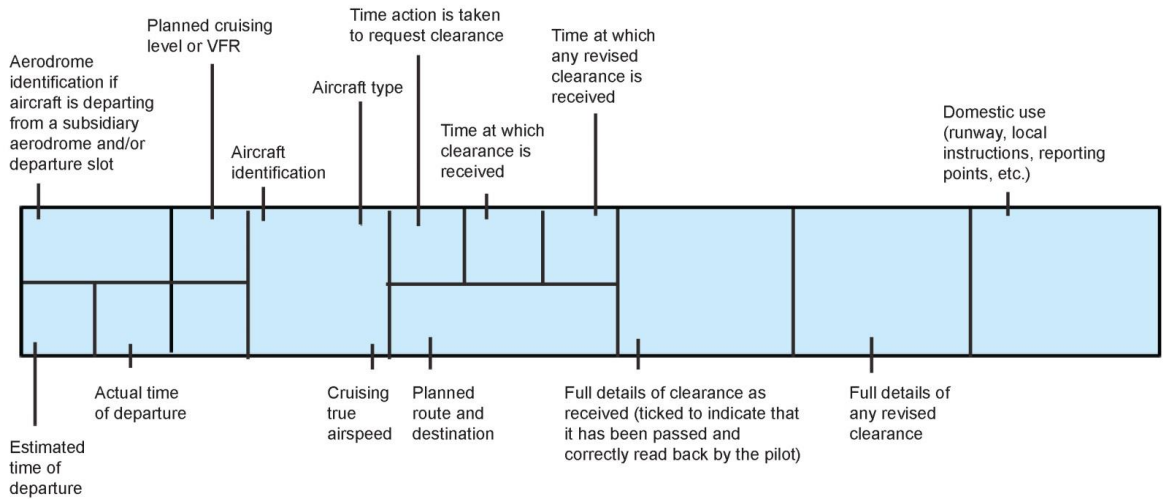 Aerodrome
identification if
aircraft is departing
from a subsidiary
aerodrome and/or
departure slot
Planned cruising
level or VFR
Aircraft
identification
Aircraft type
Time action is taken
to request clearance
Time at which
clearance is
received
Time at which
any revised
clearance is
received
Domestic use
(runway, local
instructions, reporting
points, etc.)
Estimated
time of
departure
Actual time
of departure
Cruising
true
airspeed
Planned
route and
destination
Full details of clearance as
received (ticked to indicate that
it has been passed and
correctly read back by the pilot)
Full details of
any revised
clearance